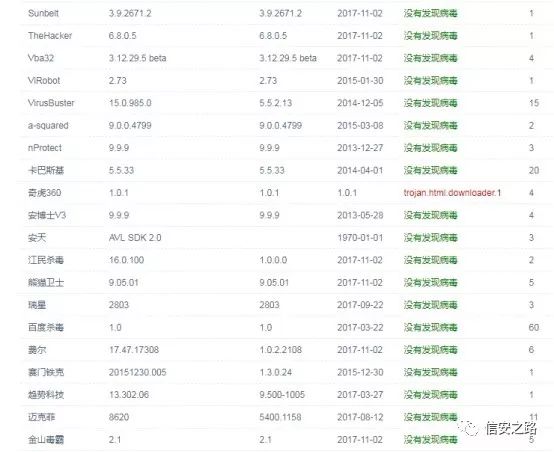 Sunbelt 3.9.2671.2 3.9.2671.2 2017-11-02 没有发现病毒 1
TheHacker 6.8.0.5 6.8.0.5 2017-11-02 没有发现病毒 1
Vba32 3.12.29.5 beta 3.12.29.5 beta 2017-11-02 没有发现病毒 4
ViRobot 2.73 2.73 2015-01-30 没有发现病毒 1
VirusBuster 15.0.985.0 5.5.2.13 2014-12-05 没有发现病毒 15
a-squared 9.0.0.4799 9.0.0.4799 2015-03-08 没有发现病毒 2
nProtect 9.9.9 9.9.9 2013-12-27 没有发现病毒 3
卡巴斯基 5.5.33 5.5.33 2014-04-01 没有发现病毒 20
奇虎360 1.0.1 1.0.1 1.0.1 trojan.html.downloader.1 4
安博士V3 9.9.9 9.9.9 2013-05-28 没有发现病毒 4
安天 AVL SDK 2.0 1970-01-01 没有发现病毒 3
江民杀毒 16.0.100 1.0.0.0 2017-11-02 没有发现病毒 2
熊猫卫士 9.05.01 9.05.01 2017-11-02 没有发现病毒 5
瑞星 2803 2803 2017-09-22 没有发现病毒 3
百度杀毒 1.0 1.0 2017-03-22 没有发现病毒 60
费尔 17.47.17308 1.0.2.2108 2017-11-02 没有发现病毒 6
赛门铁克 20151230.005 1.3.0.24 2015-12-30 没有发现病毒 1
趋势科技 13.302.06 9.500-1005 2017-03-27 没有发现病毒 1
迈克菲 8620 5400.1158 2017-08-12 没有发现病毒 11
金山毒霸 2.1 2.1 2017-11-02 没有发现病毒 5
信安之路